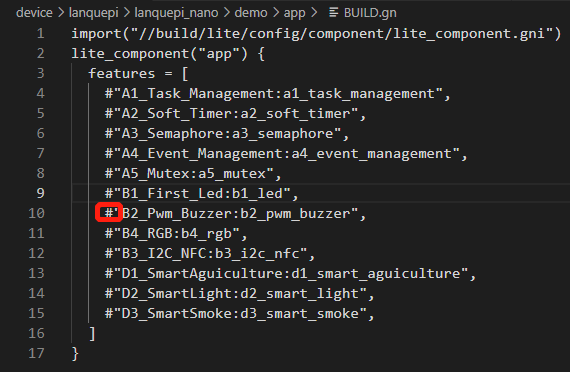 device > lanquepi > lanquepi_nano > demo > app > BUILD.gn
1 import("//build/lite/config/component/lite_component.gni")
2 lite_component("app") {
3 features = [
4 #"A1_Task_Management:a1_task_management",
5 #"A2_Soft_Timer:a2_soft_timer",
6 #"A3_Semaphore:a3_semaphore",
7 #"A4_Event_Management:a4_event_management",
8 #"A5_Mutex:a5_mutex",
9 #"B1_First_Led:b1_led",
10 #"B2_Pwm_Buzzer:b2_pwm_buzzer",
11 #"B4_RGB:b4_rgb",
12 #"B3_I2C_NFC:b3_i2c_nfc",
13 #"D1_SmartAguiculture:d1_smart_aguiculture",
14 #"D2_SmartLight:d2_smart_light",
15 #"D3_SmartSmoke:d3_smart_smoke",
16 ]
17 }